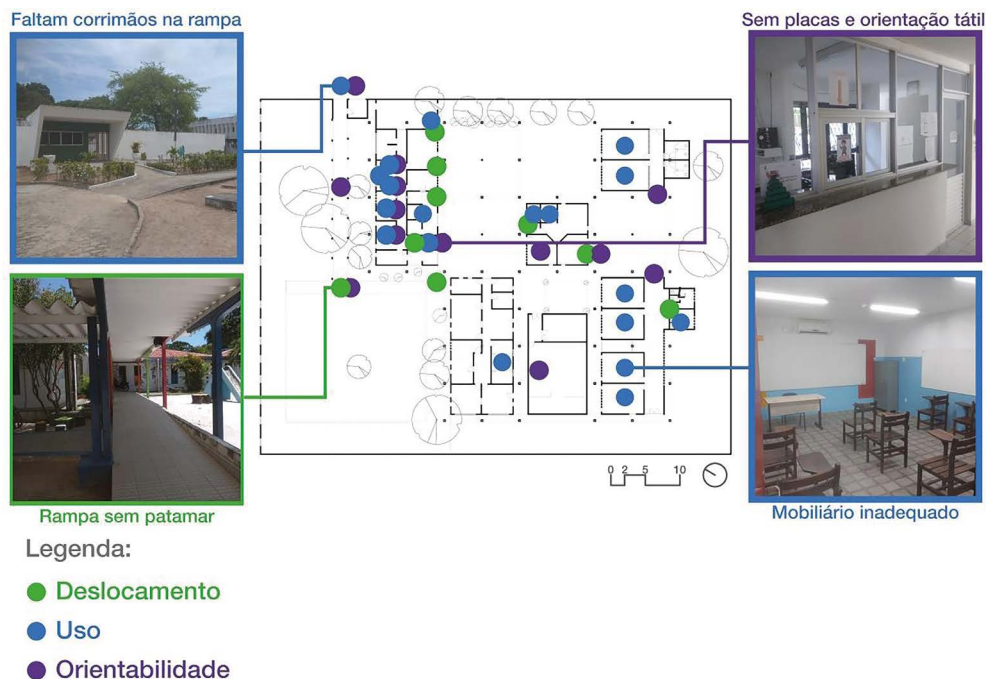 Faltam corrimãos na rampa
Sem placas e orientação tátil
0 2 5 10
Rampa sem patamar
Mobiliário inadequado
Legenda:
Deslocamento
Uso
Orientabilidade